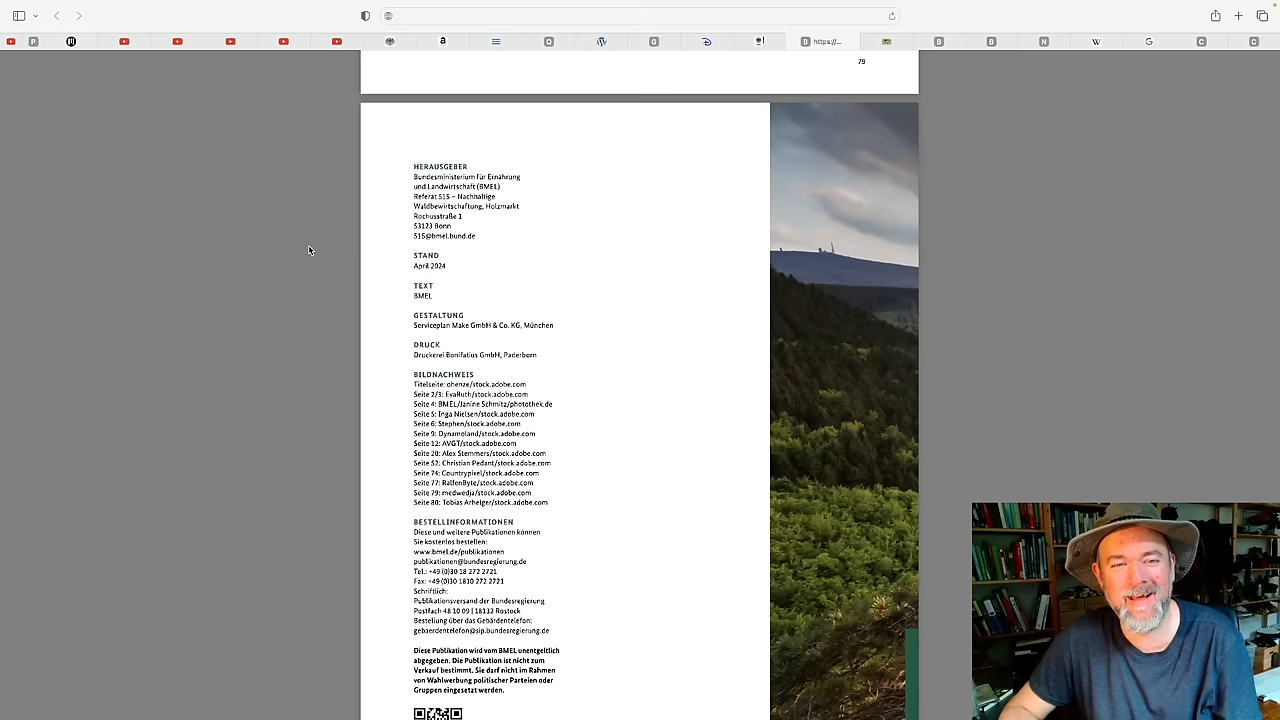 https://...
79
HERAUSGEBER
Bundesministerium für Ernährung
und Landwirtschaft (BMEL)
Referat 515 – Nachhaltige
Waldbewirtschaftung, Holzmarkt
Rochusstraße 1
53123 Bonn
515@bmel.bund.de
STAND
April 2024
TEXT
BMEL
GESTALTUNG
Serviceplan Make GmbH & Co. KG, München
DRUCK
Druckerei Bonifatius GmbH, Paderborn
BILDNACHWEIS
Titelseite: ohenze/stock.adobe.com
Seite 2/3: EvaRuth/stock.adobe.com
Seite 4: BMEL/Janine Schmitz/photothek.de
Seite 5: Inga Nielsen/stock.adobe.com
Seite 6: Stephen/stock.adobe.com
Seite 9: Dynamoland/stock.adobe.com
Seite 12: AVGT/stock.adobe.com
Seite 20: Alex Stemmers/stock.adobe.com
Seite 52: Christian Pedant/stock.adobe.com
Seite 74: Countrypixel/stock.adobe.com
Seite 77: RalfenByte/stock.adobe.com
Seite 79: medwedja/stock.adobe.com
Seite 80: Tobias Arhelger/stock.adobe.com
BESTELLINFORMATIONEN
Diese und weitere Publikationen können
Sie kostenlos bestellen:
www.bmel.de/publikationen
publikationen@bundesregierung.de
Tel.: +49 (0)30 18 272 2721
Fax: +49 (0)30 1810 272 2721
Schriftlich:
Publikationsversand der Bundesregierung
Postfach 48 10 09 | 18132 Rostock
Bestellung über das Gebärdentelefon:
gebaerdentelefon@sip.bundesregierung.de
Diese Publikation wird vom BMEL unentgeltlich
abgegeben. Die Publikation ist nicht zum
Verkauf bestimmt. Sie darf nicht im Rahmen
von Wahlwerbung politischer Parteien oder
Gruppen eingesetzt werden.